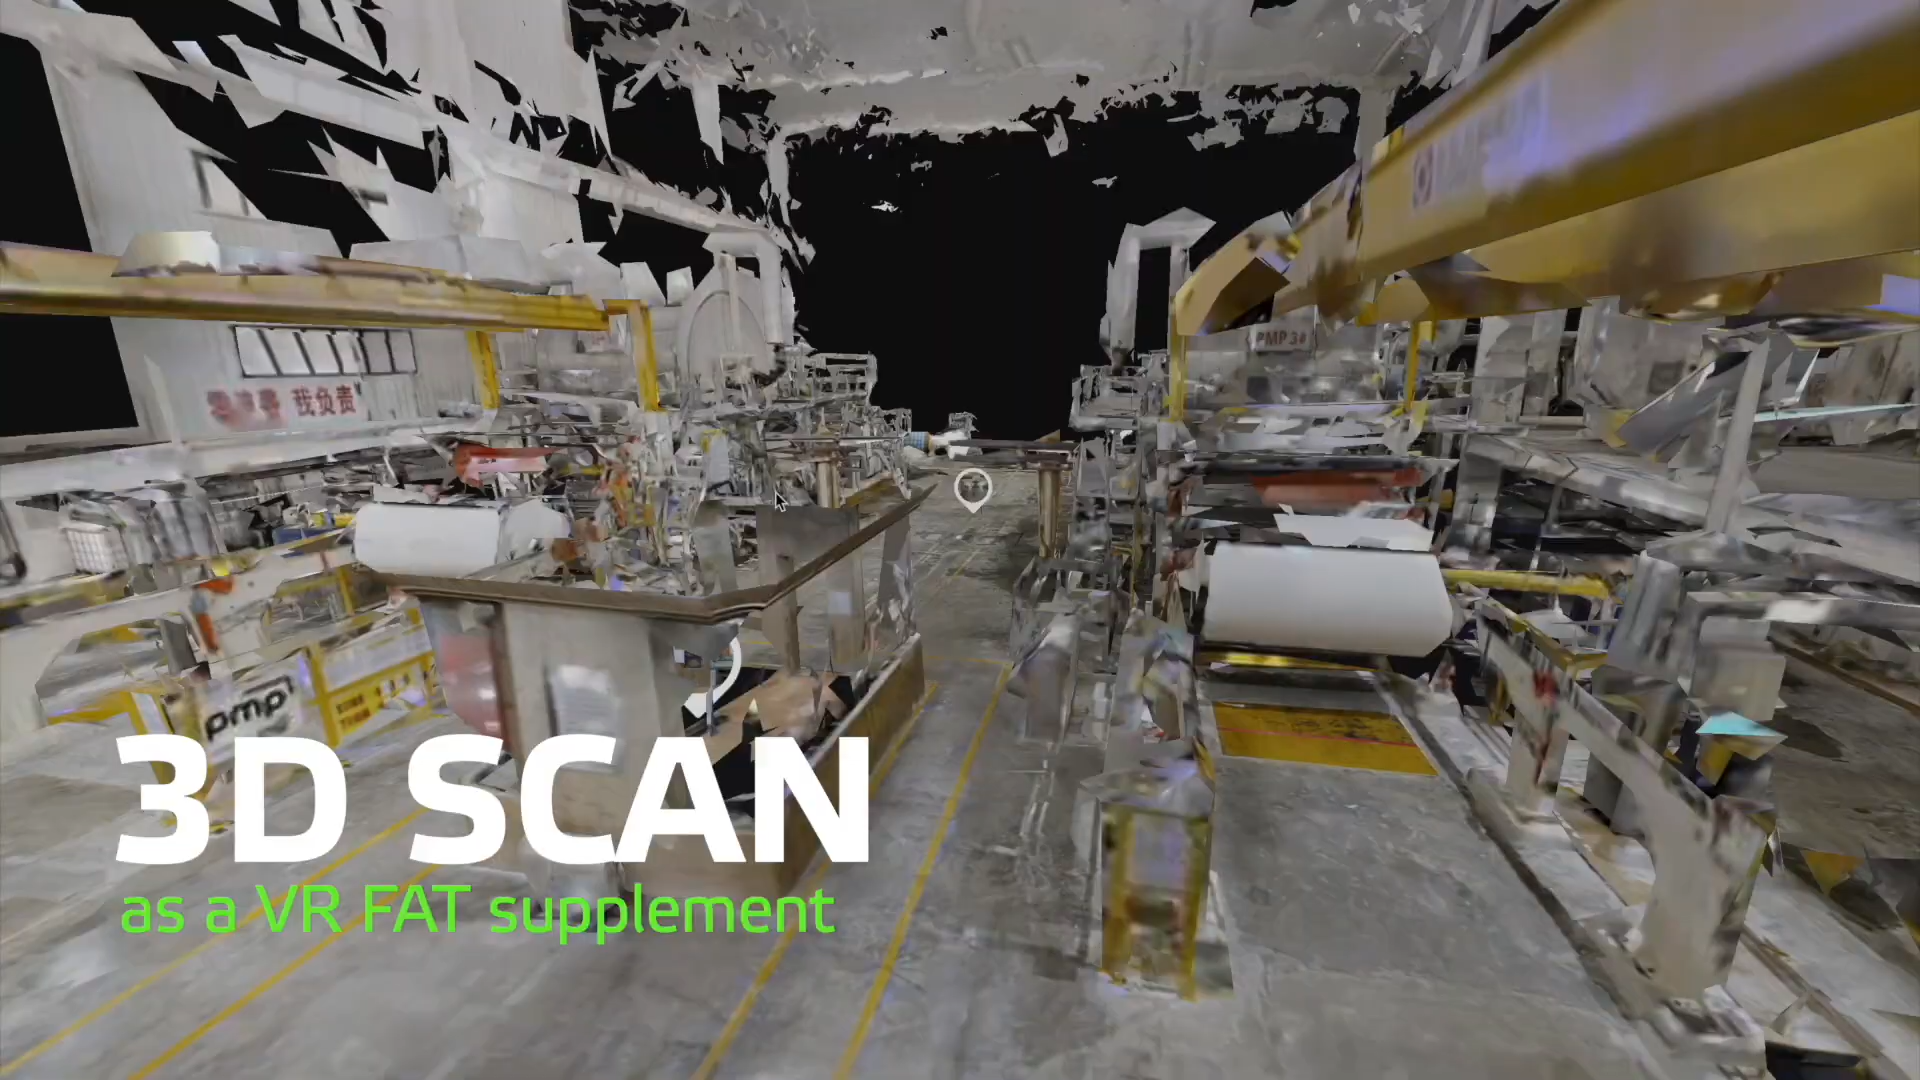 PMP 3#
我负责
pmp
3D SCAN
as a VR FAT supplement